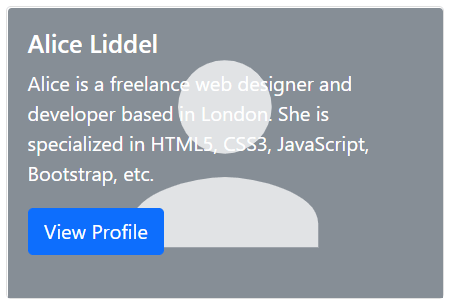 Alice Liddel
Alice is a freelance web designer and
developer based in London. She is
specialized in HTML5, CSS3, JavaScript,
Bootstrap, etc.
View Profile